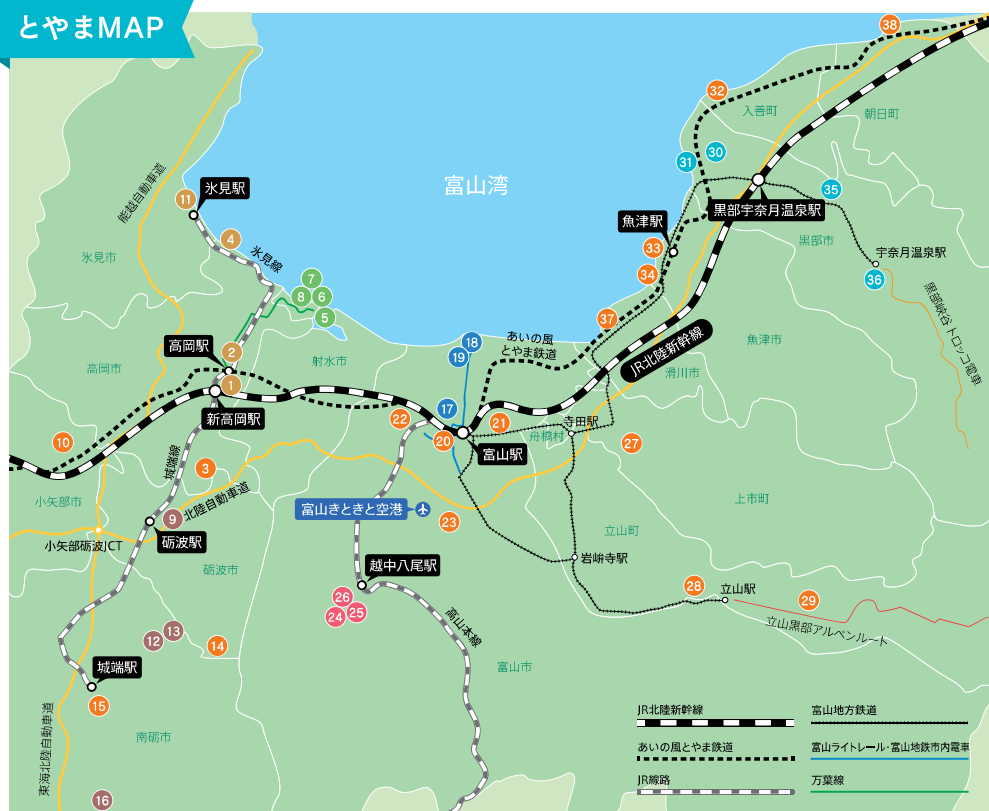 とやまMAP
38
32
入善町
朝日町
31
30
能越自動車道
富山湾
11
氷見駅
35
黒部宇奈月温泉駅
魚津駅
4
氷見線
33
黒部市
宇奈月温泉駅
氷見市
34
36
7
8
6
5
黒部峡谷トロッコ電車
37
あいの風
とやま鉄道
JR北陸新幹線
18
19
高岡駅
2
射水市
魚津市
高岡市
滑川市
1
新高岡駅
17
22
21
寺田駅
舟橋村
20
27
富山駅
10
城端線
3
小矢部市
北陸自動車道
上市町
富山きときと空港
9
23
立山町
小矢部砺波JCT
砺波駅
岩峅寺駅
砺波市
越中八尾駅
26
25
24
28
立山駅
29
立山黒部アルペンルート
高山本線
13
12
14
城端駅
富山市
15
東海北陸自動車道
南砺市
16
JR北陸新幹線
富山地方鉄道
あいの風とやま鉄道
富山ライトレール・富山地鉄市内電車
JR線路
万葉線